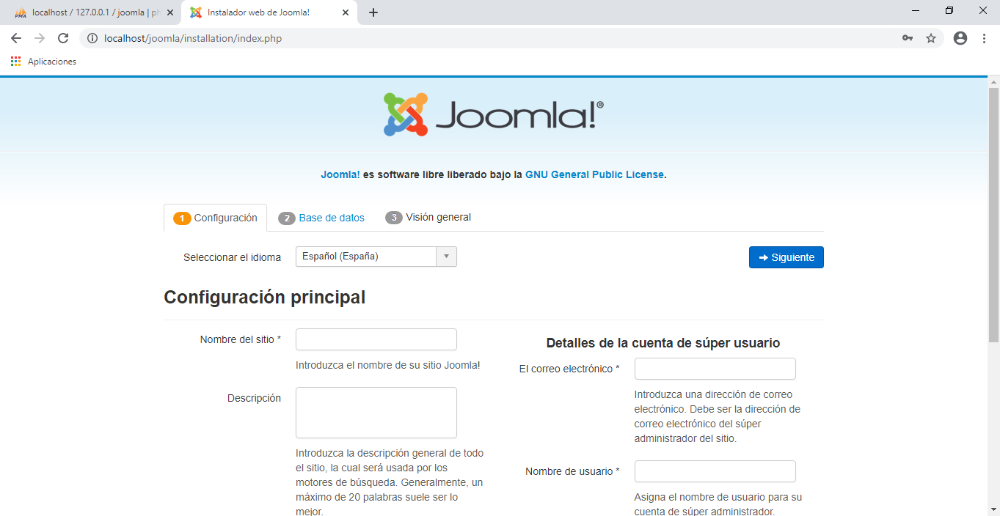 PMA localhost / 127.0.0.1 / joomla | ph
Instalador web de Joomla!
localhost/joomla/installation/index.php
Aplicaciones
Joomla!®
Joomla! es software libre liberado bajo la GNU General Public License.
1 Configuración 2 Base de datos 3 Visión general
Seleccionar el idioma Español (España) Siguiente
Configuración principal
Nombre del sitio *
Introduzca el nombre de su sitio Joomla!
Descripción
Introduzca la descripción general de todo
el sitio, la cual será usada por los
motores de búsqueda. Generalmente, un
máximo de 20 palabras suele ser lo
mejor.
Detalles de la cuenta de súper usuario
El correo electrónico *
Introduzca una dirección de correo
electrónico. Debe ser la dirección de
correo electrónico del súper
administrador del sitio.
Nombre de usuario *
Asigna el nombre de usuario para su
cuenta de súper administrador.